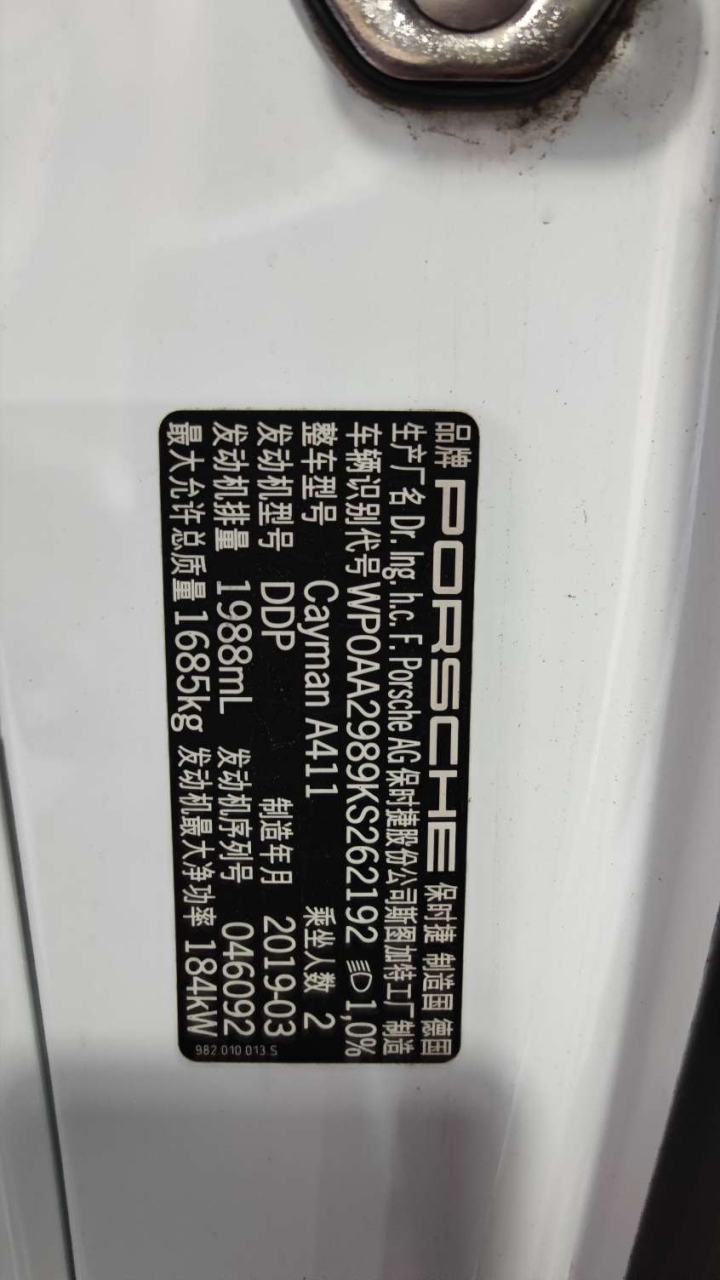 品牌 PORSCHE 保时捷 制造国 德国
生产厂名 Dr. Ing. h.c. F. Porsche AG 保时捷股份公司斯图加特工厂制造
车辆识别代号 WP0AA2989KS262192 1,0%
整车型号 Cayman A411 乘坐人数 2
发动机型号 DDP 制造年月 2019-03
发动机排量 1988mL 发动机序列号 046092
最大允许总质量 1685kg 发动机最大净功率 184kW
982.010.013.S